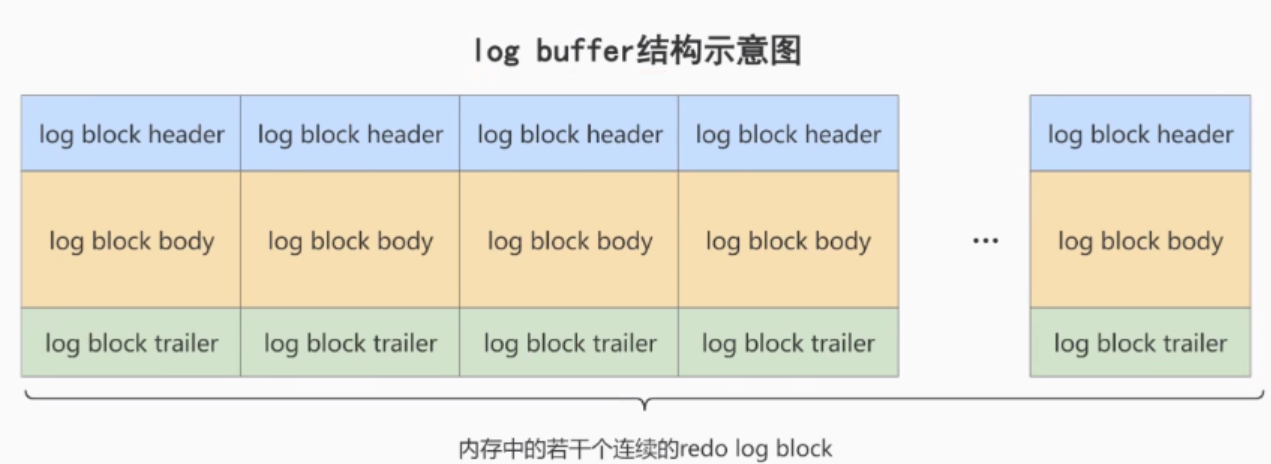 log buffer结构示意图
log block header log block header log block header log block header log block header
log block body log block body log block body log block body ... log block body
log block trailer log block trailer log block trailer log block trailer log block trailer
内存中的若干个连续的redo log block